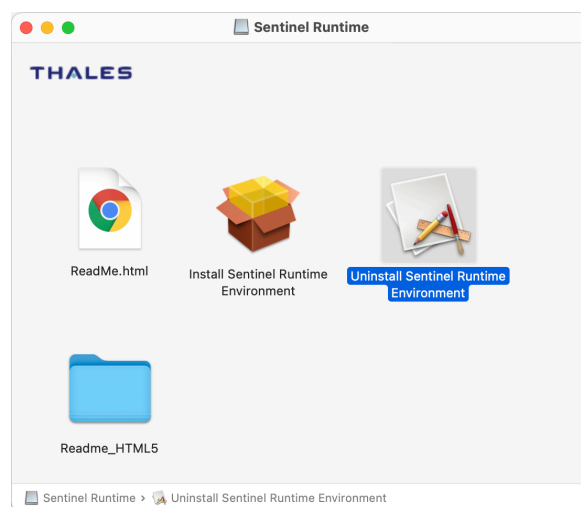 Sentinel Runtime
THALES
ReadMe.html
Install Sentinel Runtime
Environment
Uninstall Sentinel Runtime
Environment
Readme_HTML5
Sentinel Runtime › Uninstall Sentinel Runtime Environment